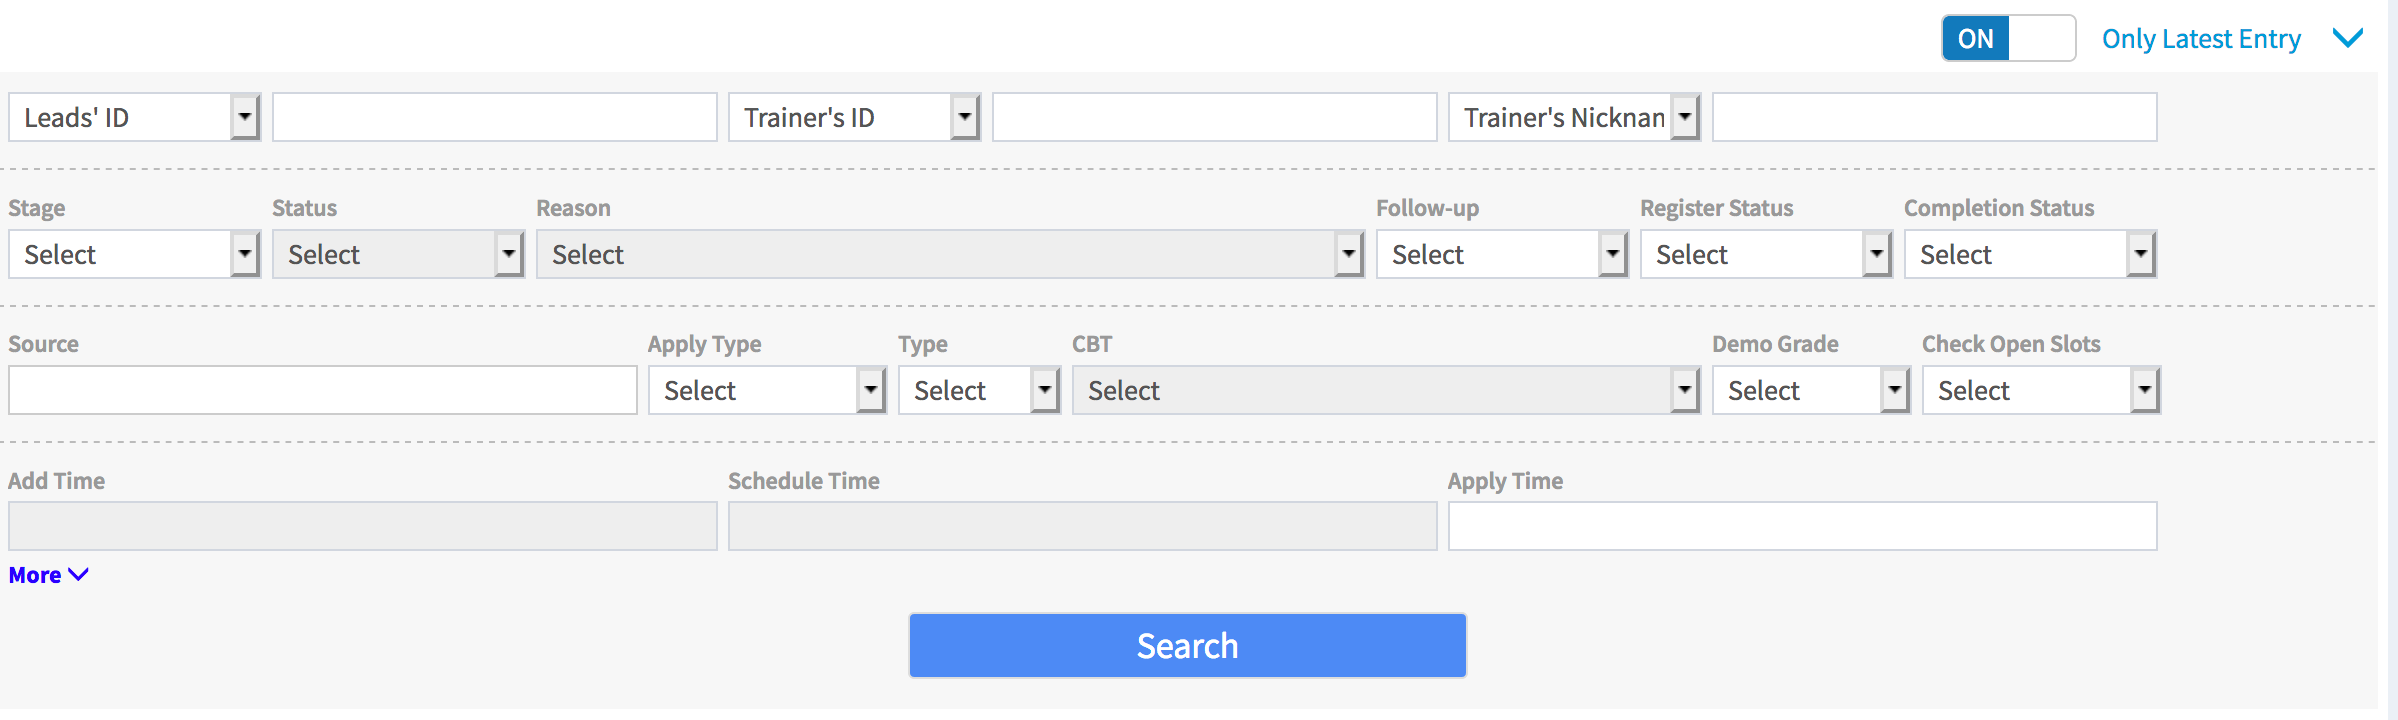 ON Only Latest Entry
Leads' ID Trainer's ID Trainer's Nicknan
Stage Status Reason Follow-up Register Status Completion Status
Select Select Select Select Select Select
Source Apply Type Type CBT Demo Grade Check Open Slots
Select Select Select Select Select
Add Time Schedule Time Apply Time
More
Search